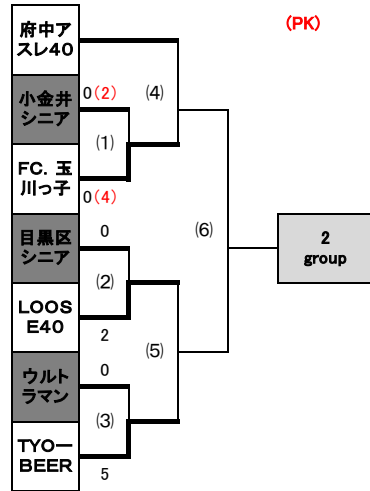 (PK)
府中ア
スレ40
小金井
シニア
0(2)
(4)
(1)
FC. 玉
川っ子
0(4)
目黒区
シニア
0
(6)
2
group
(2)
LOOS
E40
2
(5)
ウルト
ラマン
0
(3)
TYO―
BEER
5